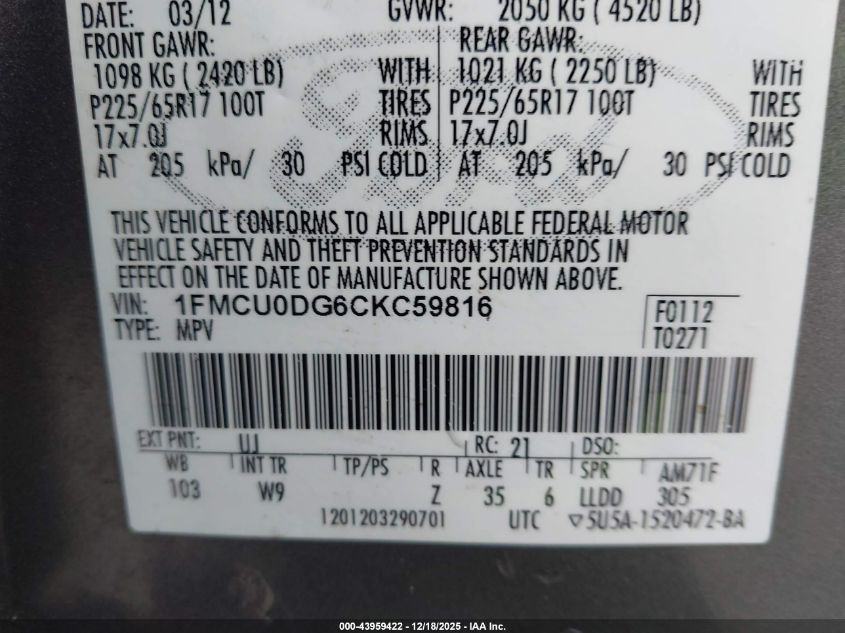 DATE: 03/12 GVWR: 2050 KG ( 4520 LB)
FRONT GAWR: REAR GAWR:
1098 KG ( 2420 LB) WITH 1021 KG ( 2250 LB) WITH
P225/65R17 100T TIRES P225/65R17 100T TIRES
17x7.0J RIMS 17x7.0J RIMS
AT 205 kPa/ 30 PSI COLD AT 205 kPa/ 30 PSI COLD
Ford
THIS VEHICLE CONFORMS TO ALL APPLICABLE FEDERAL MOTOR
VEHICLE SAFETY AND THEFT PREVENTION STANDARDS IN
EFFECT ON THE DATE OF MANUFACTURE SHOWN ABOVE.
VIN: 1FMCU0DG6CKC59816 F0112
TYPE: MPV T0271
EXT PNT: UJ RC: 21 DSO:
WB INT TR TP/PS R AXLE TR SPR AM71F
103 W9 Z 35 6 LLDD 305
1201203290701 UTC ▽5U5A-1520472-BA
000-43959422 - 12/18/2025 - IAA Inc.